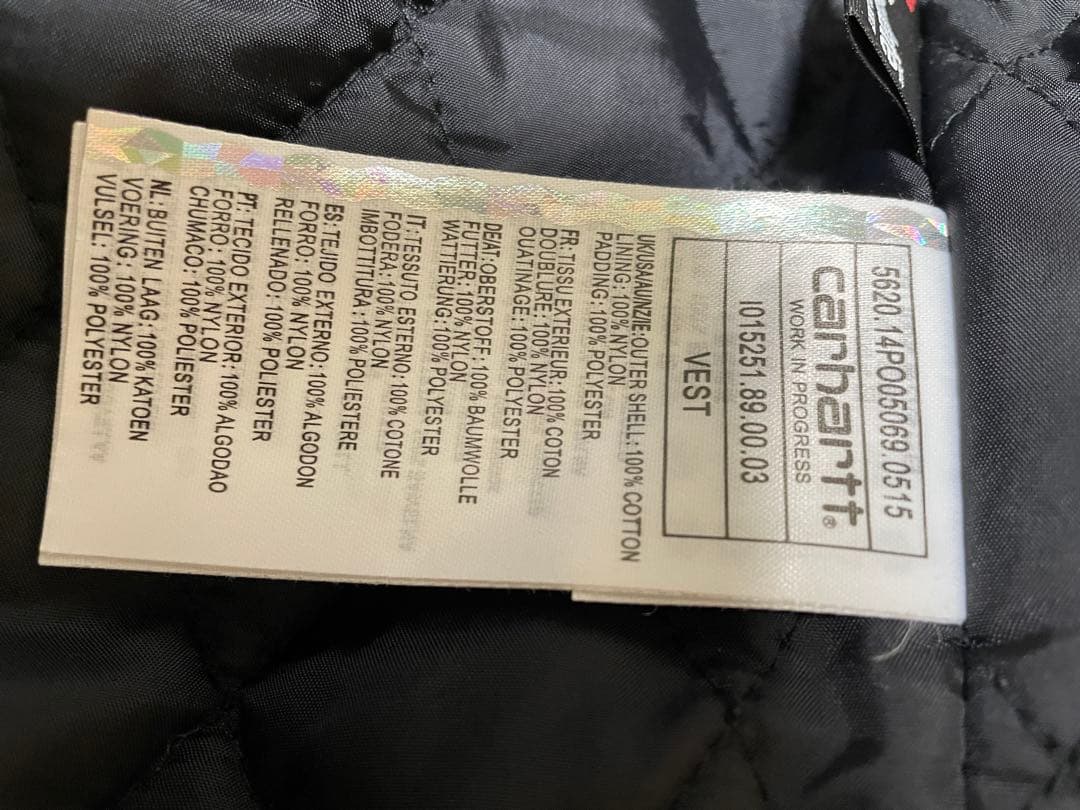 5620.14PO05069.0515
carhartt®
WORK IN PROGRESS
I015251.89.00.03
VEST
UK/USA/AU/NZ/IE:OUTER SHELL:100% COTTON
LINING:100% NYLON
PADDING:100% POLYESTER
FR:TISSU EXTERIEUR:100% COTON
DOUBLURE:100% NYLON
OUATINAGE:100% POLYESTER
DE/AT:OBERSTOFF:100% BAUMWOLLE
FUTTER:100% NYLON
WATTIERUNG:100% POLYESTER
IT:TESSUTO ESTERNO:100% COTONE
FODERA:100% NYLON
IMBOTTITURA:100% POLIESTERE
ES:TEJIDO EXTERNO:100% ALGODON
FORRO:100% NYLON
RELLENADO:100% POLIESTER
PT:TECIDO EXTERIOR:100% ALGODAO
FORRO:100% NYLON
CHUMACO:100% POLIESTER
NL:BUITEN LAAG:100% KATOEN
VOERING:100% NYLON
VULSEL:100% POLYESTER